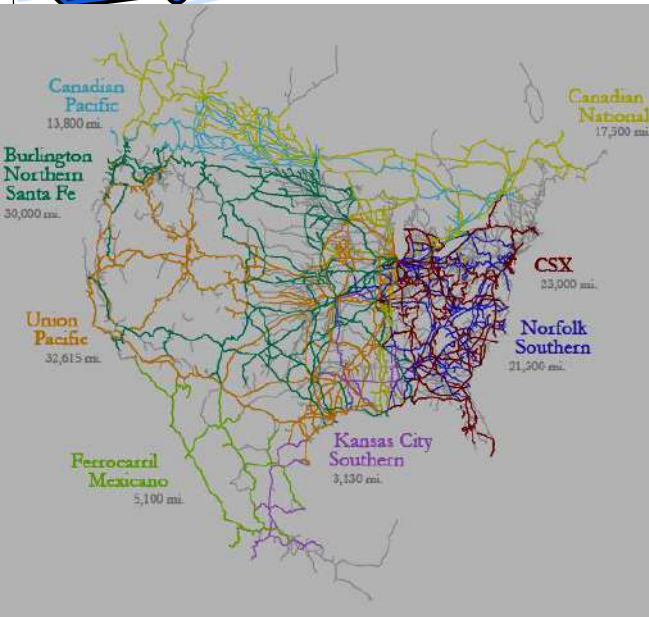 Canadian
Pacific
13,800 mi.
Canadian
National
17,500 mi.
Burlington
Northern
Santa Fe
30,000 mi.
CSX
23,000 mi.
Union
Pacific
32,615 mi.
Norfolk
Southern
21,500 mi.
Kansas City
Southern
3,130 mi.
Ferrocarril
Mexicano
5,100 mi.